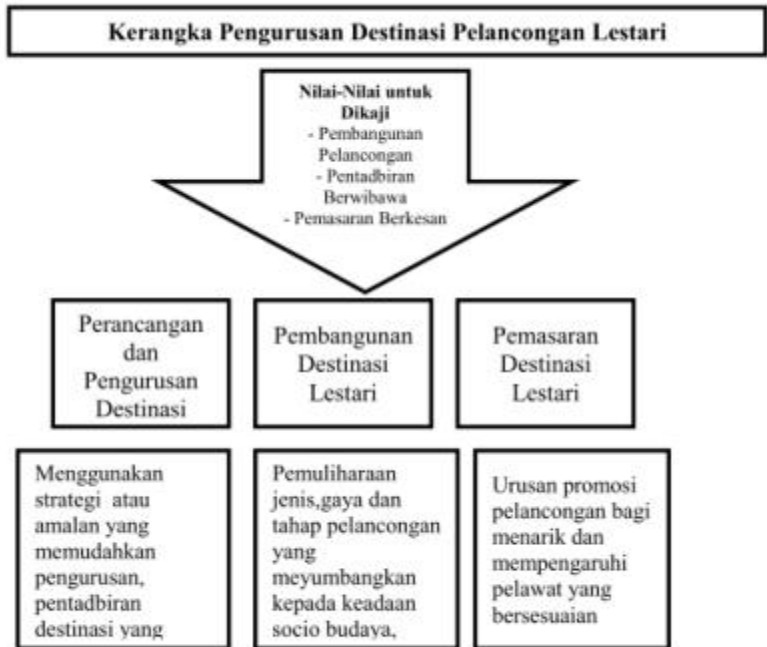 Kerangka Pengurusan Destinasi Pelancongan Lestari
Nilai-Nilai untuk
Dikaji
- Pembangunan
Pelancongan
- Pentadbiran
Berwibawa
- Pemasaran Berkesan
Perancangan
dan
Pengurusan
Destinasi
Pembangunan
Destinasi
Lestari
Pemasaran
Destinasi
Lestari
Menggunakan
strategi atau
amalan yang
memudahkan
pengurusan,
pentadbiran
destinasi yang
Pemuliharaan
jenis,gaya dan
tahap pelancongan
yang
meyumbangkan
kepada keadaan
socio budaya,
Urusan promosi
pelancongan bagi
menarik dan
mempengaruhi
pelawat yang
bersesuaian